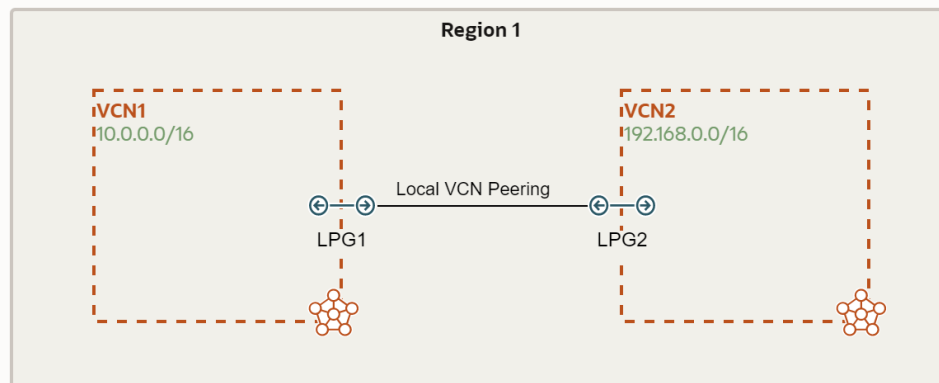 Region 1
VCN1
10.0.0.0/16
VCN2
192.168.0.0/16
Local VCN Peering
LPG1
LPG2